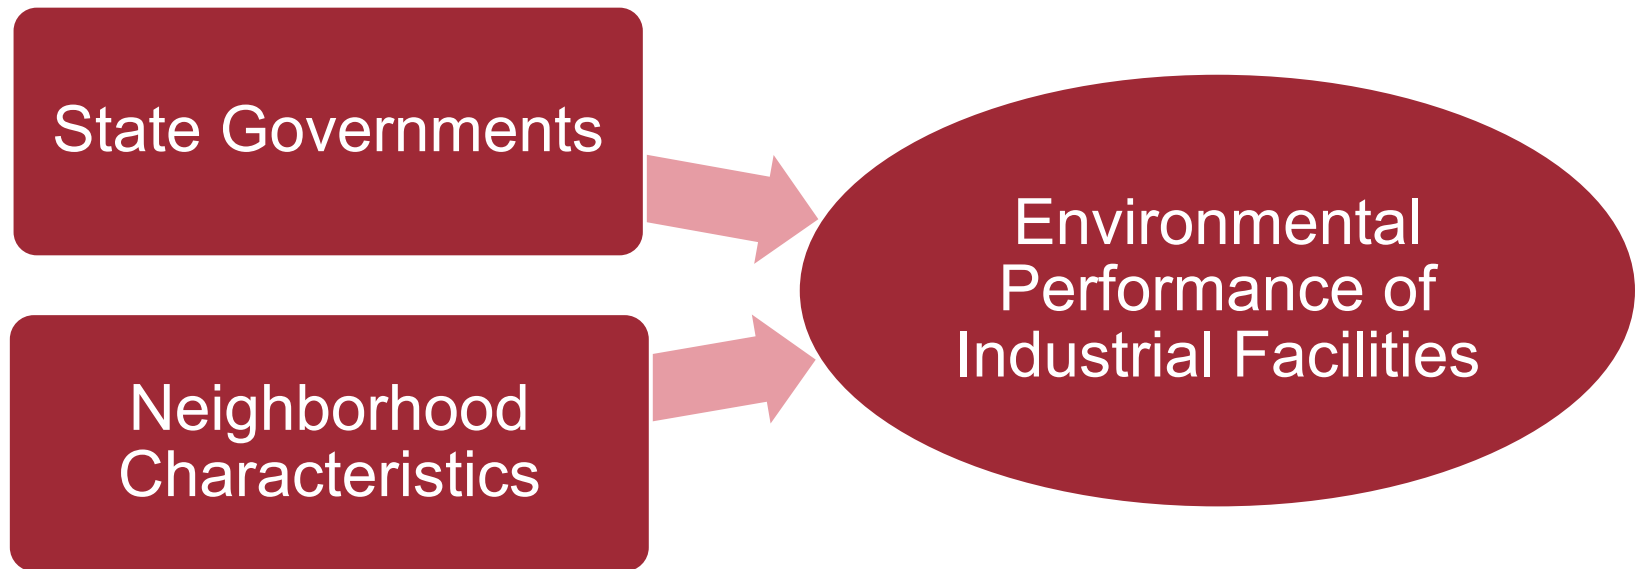 State Governments
Neighborhood
Characteristics
Environmental
Performance of
Industrial Facilities